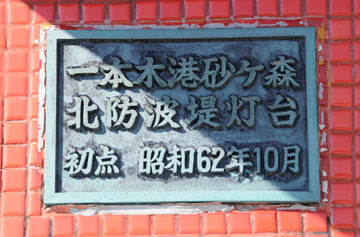 一本木港砂ケ森
北防波堤灯台
初点 昭和62年10月